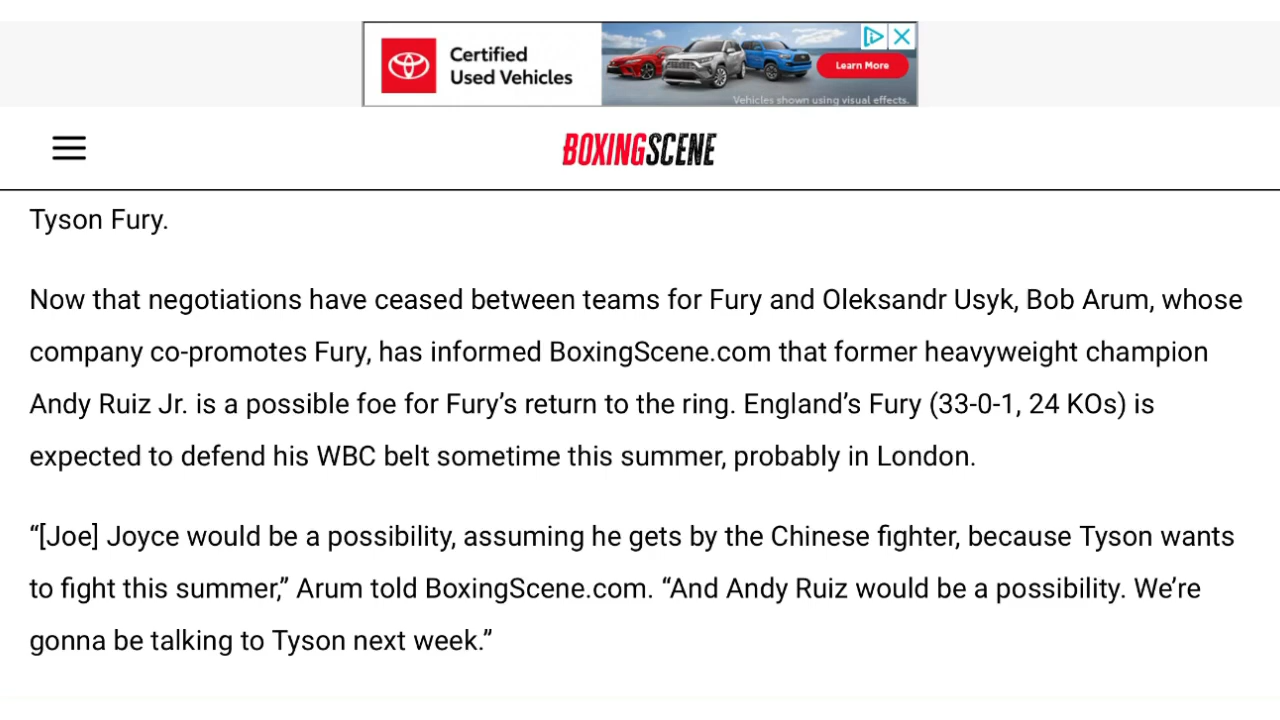 Certified
Used Vehicles
Learn More
Vehicles shown using visual effects.
BOXINGSCENE
Tyson Fury.
Now that negotiations have ceased between teams for Fury and Oleksandr Usyk, Bob Arum, whose
company co-promotes Fury, has informed BoxingScene.com that former heavyweight champion
Andy Ruiz Jr. is a possible foe for Fury’s return to the ring. England’s Fury (33-0-1, 24 KOs) is
expected to defend his WBC belt sometime this summer, probably in London.
“[Joe] Joyce would be a possibility, assuming he gets by the Chinese fighter, because Tyson wants
to fight this summer,” Arum told BoxingScene.com. “And Andy Ruiz would be a possibility. We’re
gonna be talking to Tyson next week.”